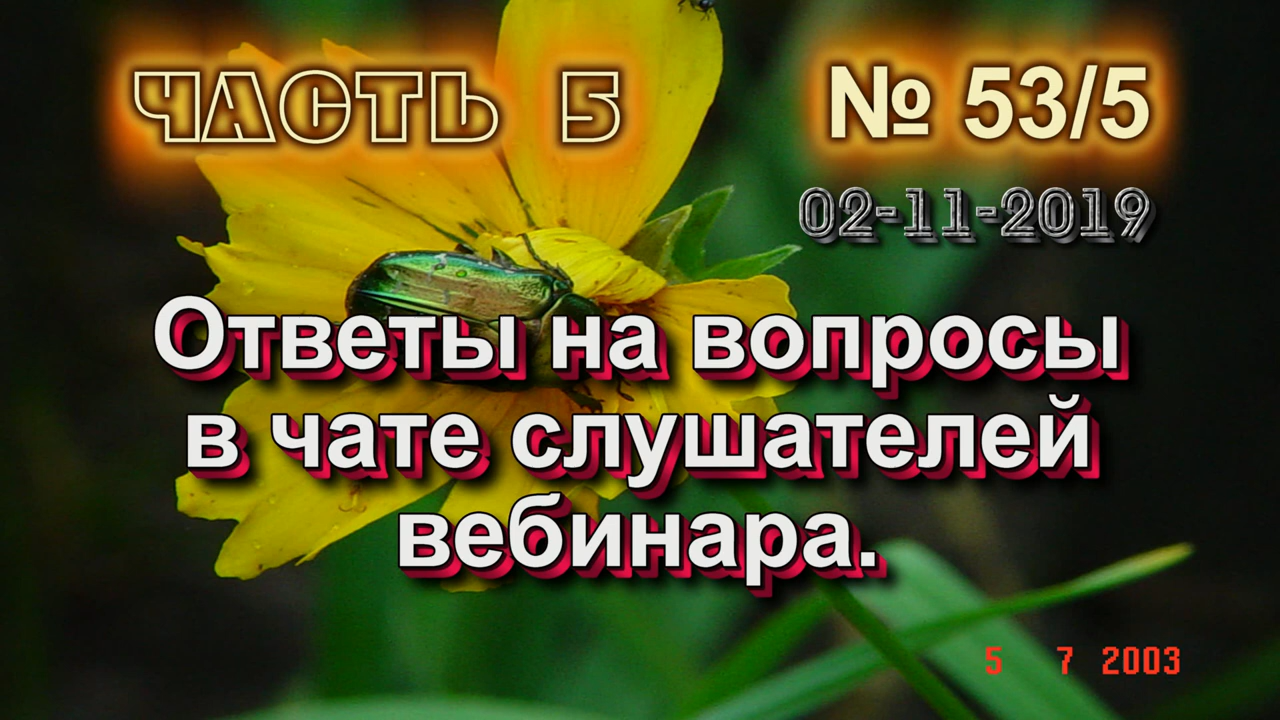 ЧАСТЬ 5 № 53/5
02-11-2019
Ответы на вопросы
в чате слушателей
вебинара.
5 7 2003